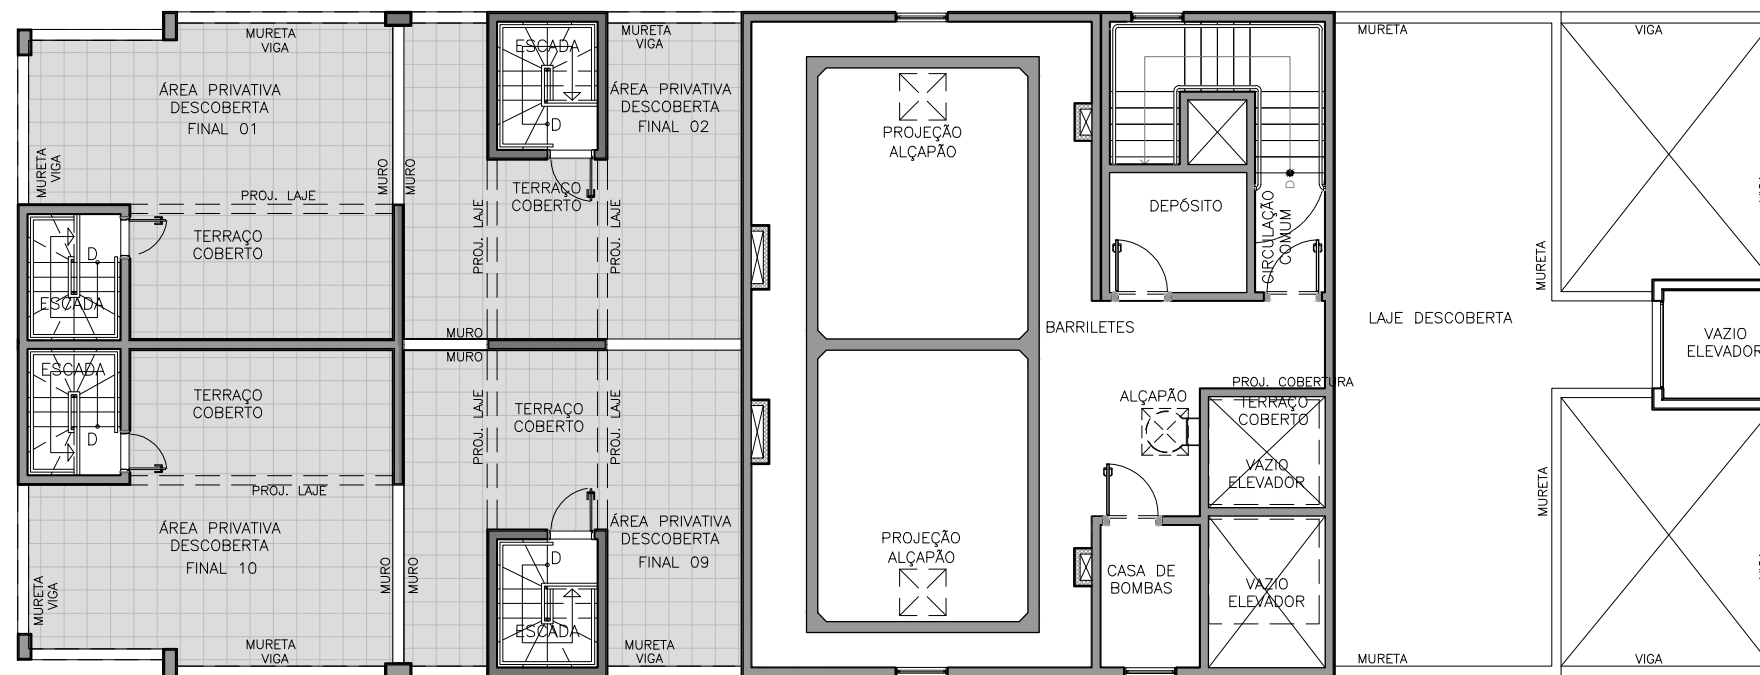 MURETA
VIGA
ÁREA PRIVATIVA
DESCOBERTA
FINAL 01
MURETA
VIGA
MURO
MURO
PROJ. LAJE
TERRAÇO
COBERTO
D
ESCADA
ESCADA
D
TERRAÇO
COBERTO
PROJ. LAJE
ÁREA PRIVATIVA
DESCOBERTA
FINAL 10
MURETA
VIGA
MURO
MURO
MURETA
VIGA
ESCADA
D
MURETA
VIGA
ÁREA PRIVATIVA
DESCOBERTA
FINAL 02
TERRAÇO
COBERTO
PROJ. LAJE
PROJ. LAJE
MURO
MURO
PROJ. LAJE
PROJ. LAJE
TERRAÇO
COBERTO
ÁREA PRIVATIVA
DESCOBERTA
FINAL 09
D
ESCADA
MURETA
VIGA
PROJEÇÃO
ALÇAPÃO
PROJEÇÃO
ALÇAPÃO
DEPÓSITO
D
CIRCULAÇÃO
COMUM
BARRILETES
ALÇAPÃO
PROJ. COBERTURA
TERRAÇO
COBERTO
VAZIO
ELEVADOR
CASA DE
BOMBAS
VAZIO
ELEVADOR
MURETA
VIGA
MURETA
LAJE DESCOBERTA
VAZIO
ELEVADOR
MURETA
MURETA
VIGA